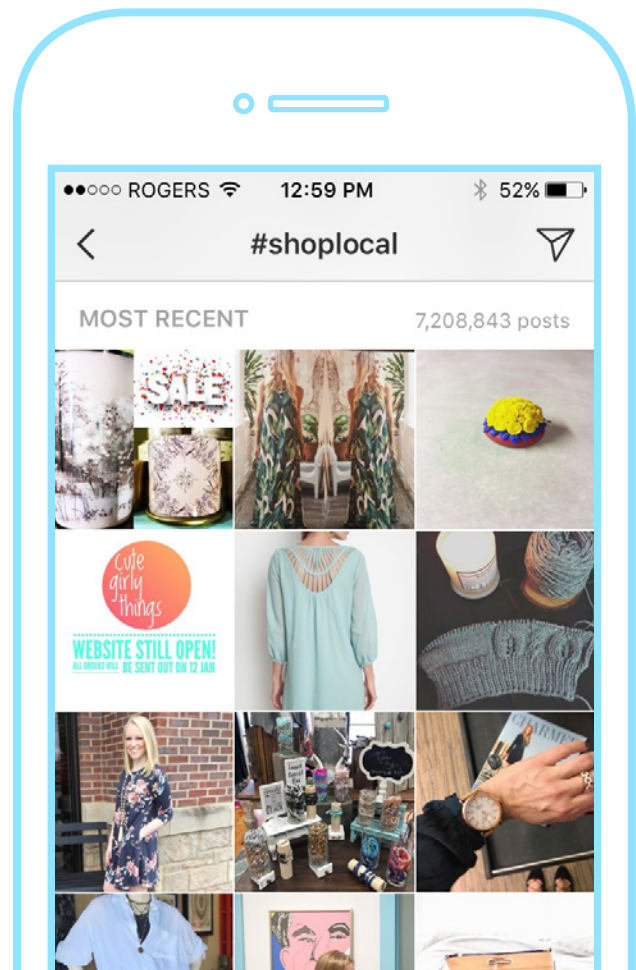 ROGERS 12:59 PM 52%
#shoplocal
MOST RECENT 7,208,843 posts
SALE
cute
girly
things
WEBSITE STILL OPEN!
ALL ORDERS WILL BE SENT OUT ON 12 JAN
CHARMED